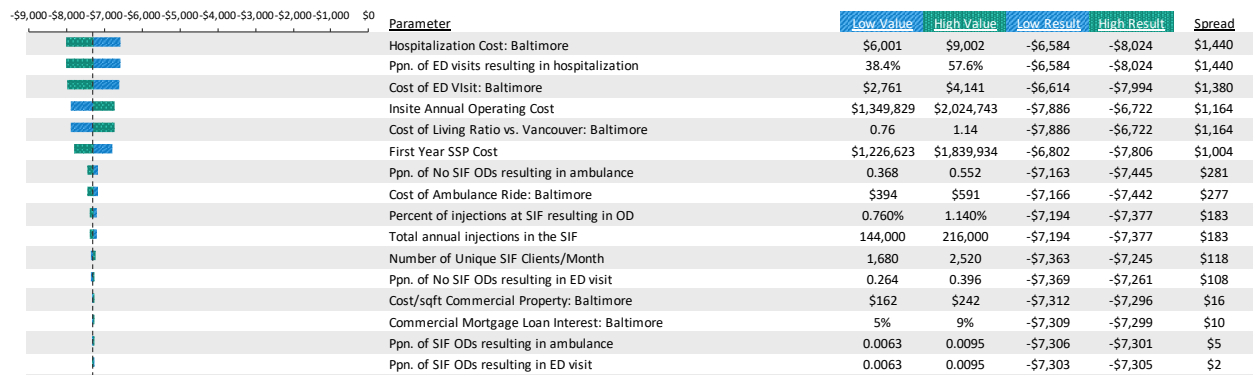 -$9,000 -$8,000 -$7,000 -$6,000 -$5,000 -$4,000 -$3,000 -$2,000 -$1,000 $0
Parameter Low Value High Value Low Result High Result Spread
Hospitalization Cost: Baltimore $6,001 $9,002 -$6,584 -$8,024 $1,440
Ppn. of ED visits resulting in hospitalization 38.4% 57.6% -$6,584 -$8,024 $1,440
Cost of ED VIsit: Baltimore $2,761 $4,141 -$6,614 -$7,994 $1,380
Insite Annual Operating Cost $1,349,829 $2,024,743 -$7,886 -$6,722 $1,164
Cost of Living Ratio vs. Vancouver: Baltimore 0.76 1.14 -$7,886 -$6,722 $1,164
First Year SSP Cost $1,226,623 $1,839,934 -$6,802 -$7,806 $1,004
Ppn. of No SIF ODs resulting in ambulance 0.368 0.552 -$7,163 -$7,445 $281
Cost of Ambulance Ride: Baltimore $394 $591 -$7,166 -$7,442 $277
Percent of injections at SIF resulting in OD 0.760% 1.140% -$7,194 -$7,377 $183
Total annual injections in the SIF 144,000 216,000 -$7,194 -$7,377 $183
Number of Unique SIF Clients/Month 1,680 2,520 -$7,363 -$7,245 $118
Ppn. of No SIF ODs resulting in ED visit 0.264 0.396 -$7,369 -$7,261 $108
Cost/sqft Commercial Property: Baltimore $162 $242 -$7,312 -$7,296 $16
Commercial Mortgage Loan Interest: Baltimore 5% 9% -$7,309 -$7,299 $10
Ppn. of SIF ODs resulting in ambulance 0.0063 0.0095 -$7,306 -$7,301 $5
Ppn. of SIF ODs resulting in ED visit 0.0063 0.0095 -$7,303 -$7,305 $2